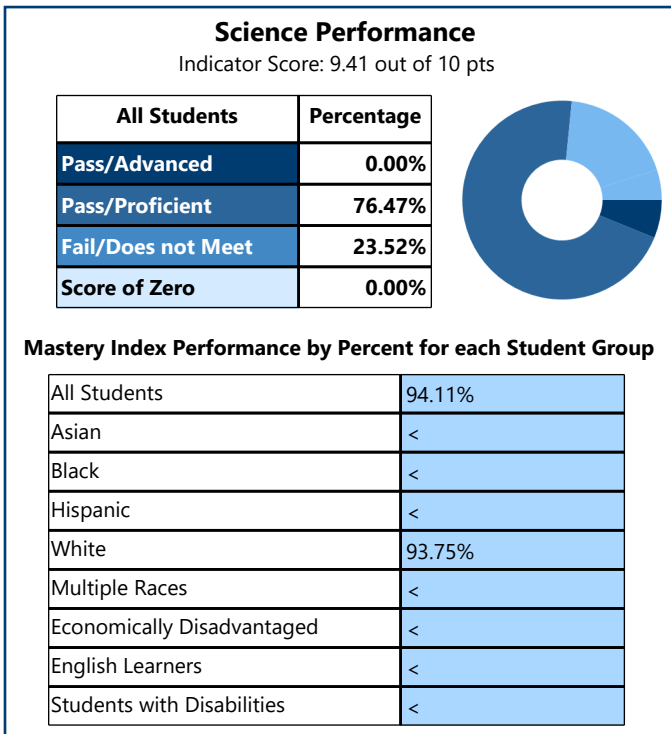 Science Performance
Indicator Score: 9.41 out of 10 pts
All Students Percentage
Pass/Advanced 0.00%
Pass/Proficient 76.47%
Fail/Does not Meet 23.52%
Score of Zero 0.00%
Mastery Index Performance by Percent for each Student Group
All Students 94.11%
Asian <
Black <
Hispanic <
White 93.75%
Multiple Races <
Economically Disadvantaged <
English Learners <
Students with Disabilities <